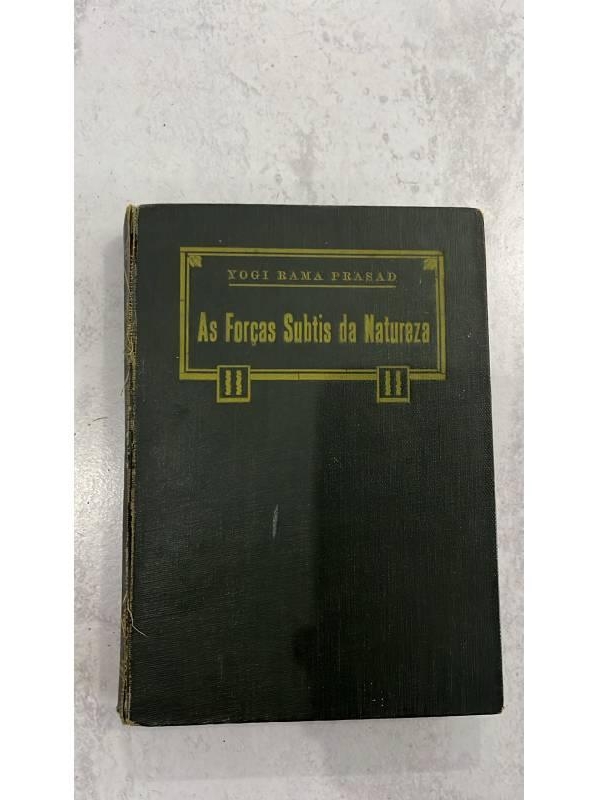 YOGI RAMA PRASAD
As Forças Subtis da Natureza